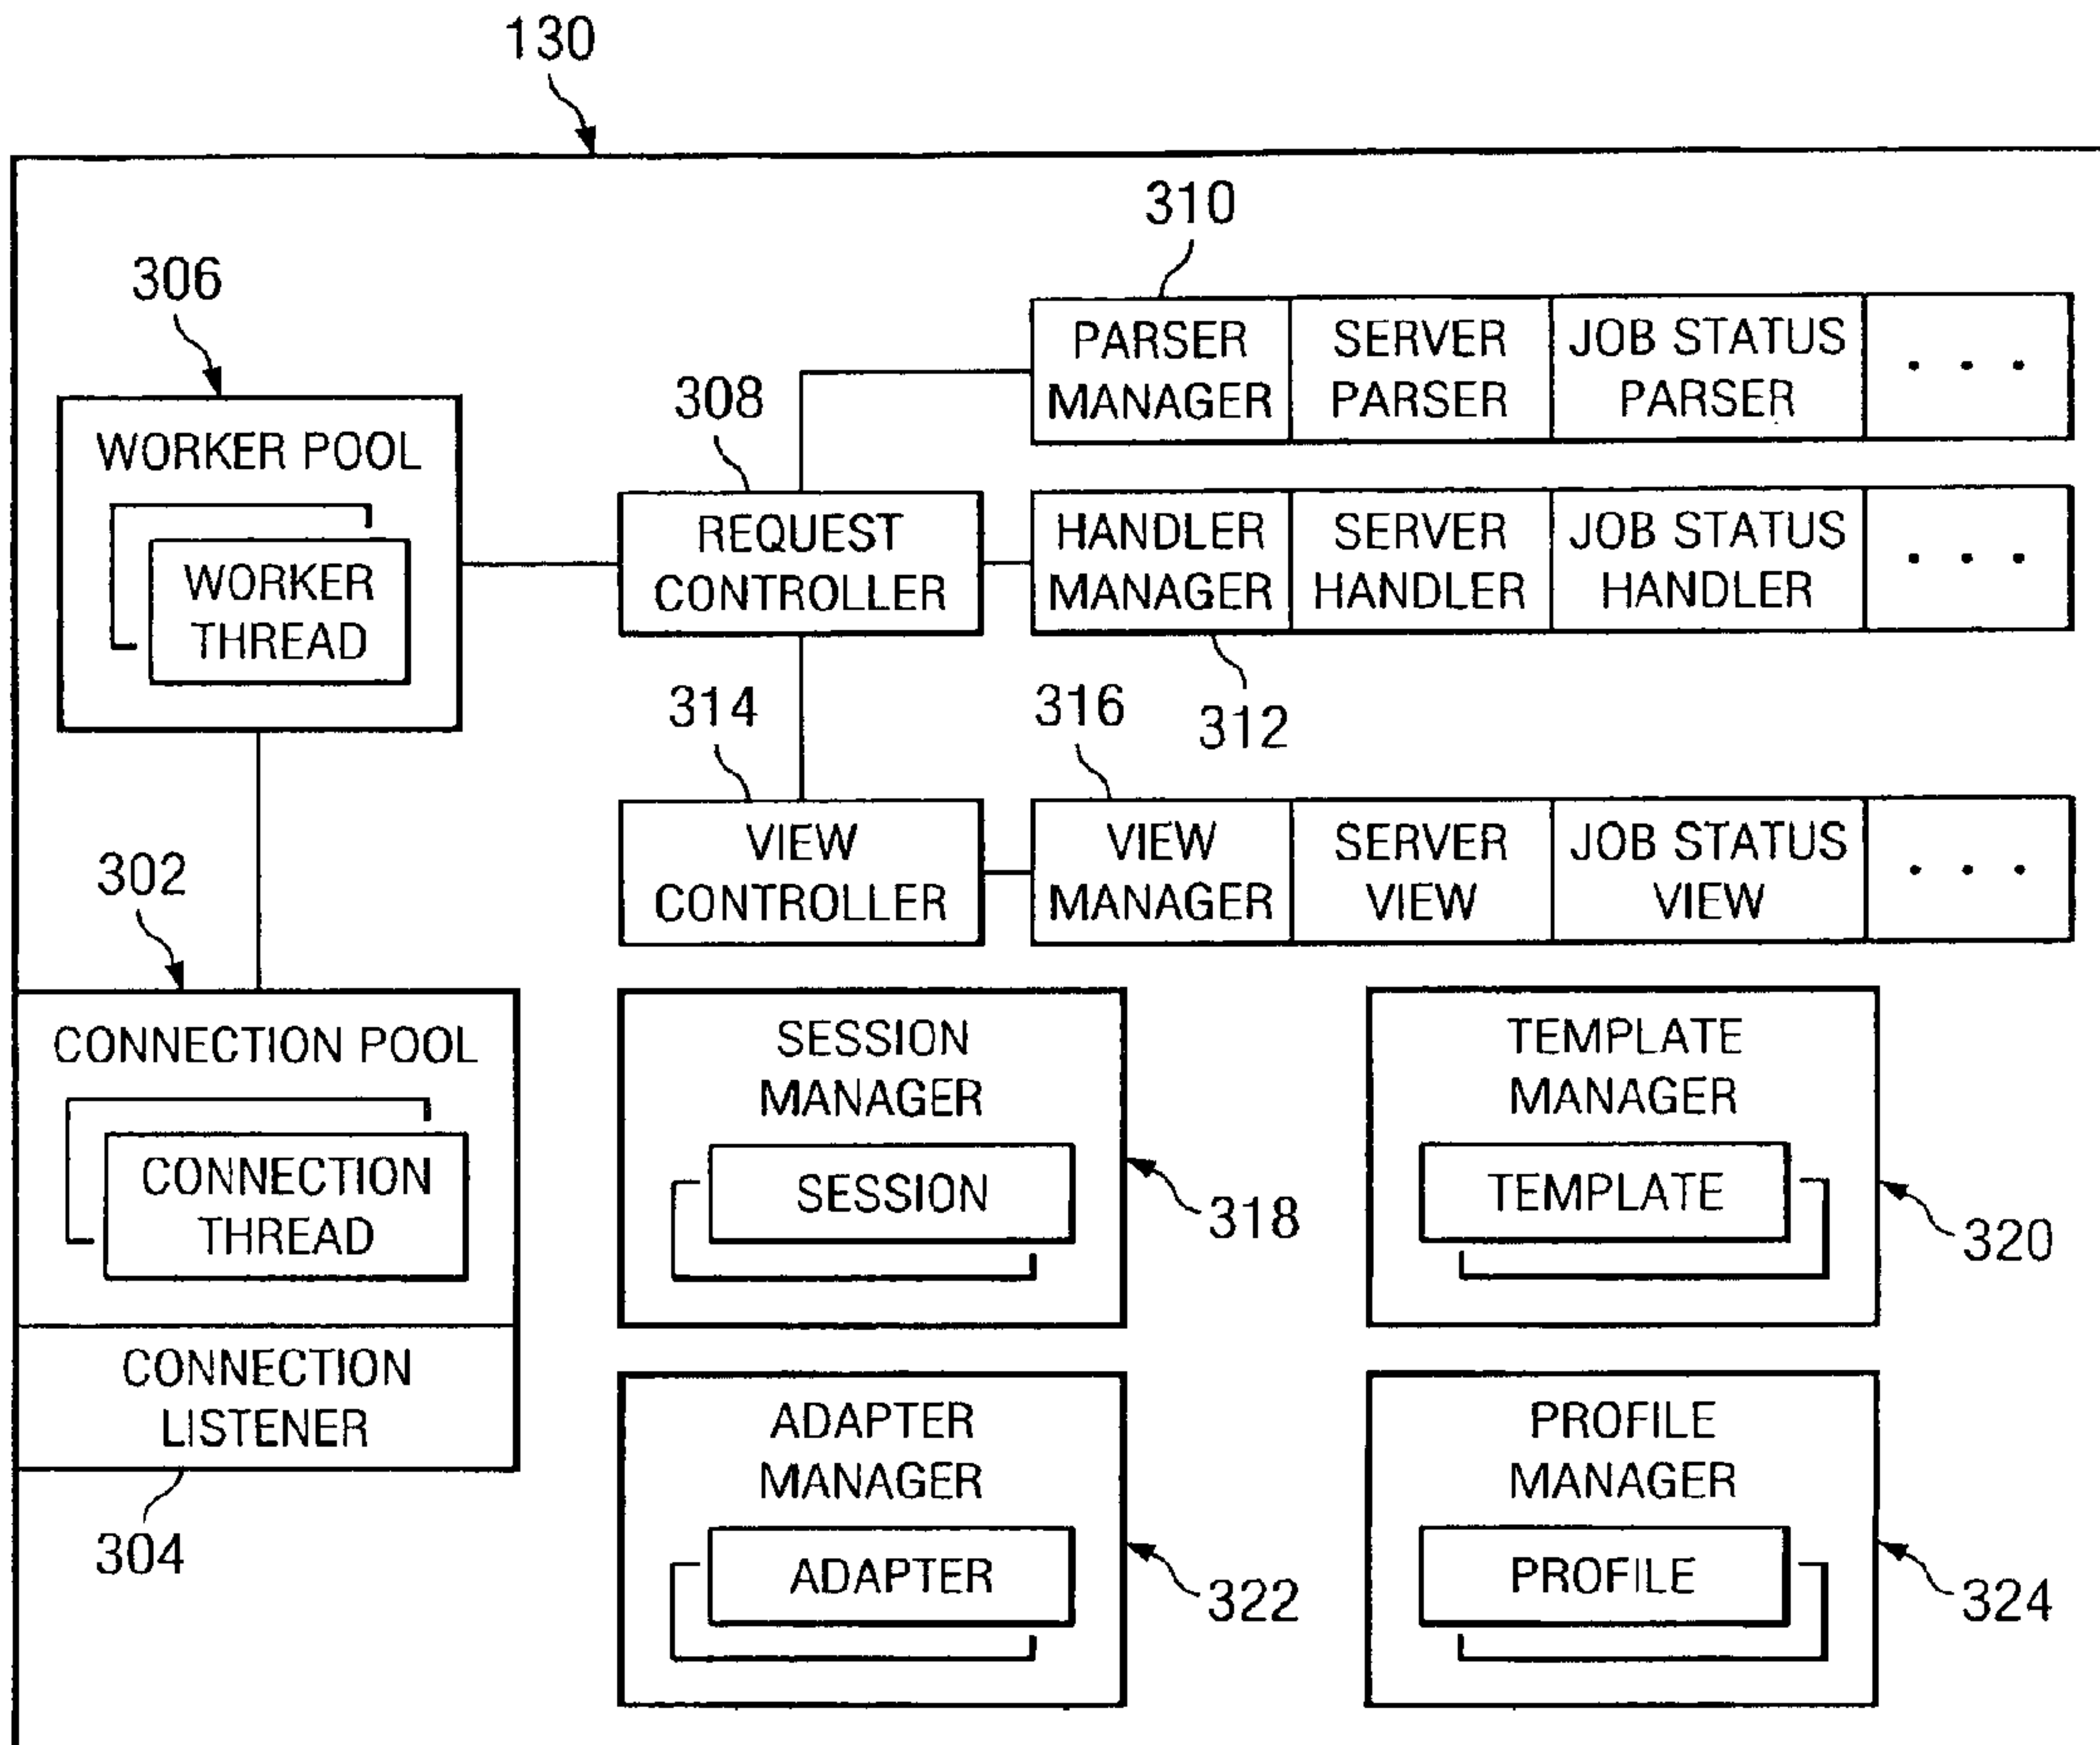 130
310
306
PARSER
MANAGER
SERVER
PARSER
JOB STATUS
PARSER
. . .
308
WORKER POOL
WORKER
THREAD
REQUEST
CONTROLLER
HANDLER
MANAGER
SERVER
HANDLER
JOB STATUS
HANDLER
. . .
314
316
312
VIEW
CONTROLLER
VIEW
MANAGER
SERVER
VIEW
JOB STATUS
VIEW
. . .
302
CONNECTION POOL
CONNECTION
THREAD
SESSION
MANAGER
SESSION
318
TEMPLATE
MANAGER
TEMPLATE
320
CONNECTION
LISTENER
304
ADAPTER
MANAGER
ADAPTER
322
PROFILE
MANAGER
PROFILE
324